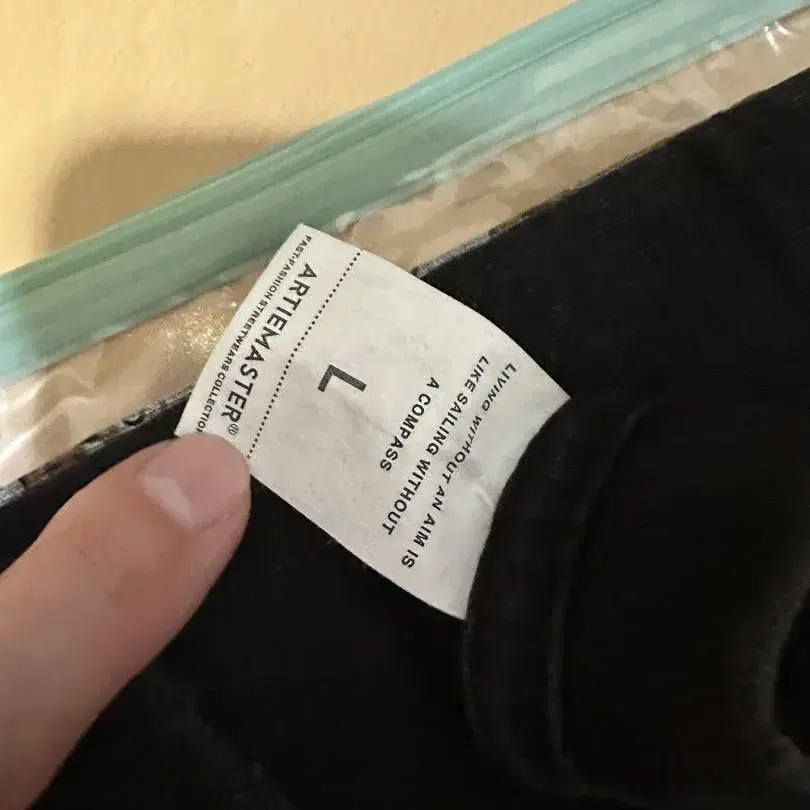 LIVING WITHOUT AN AIM IS
LIKE SAILING WITHOUT
A COMPASS
L
ARTIEMASTER®
FAST-FASHION STREETWEARS COLLECTION